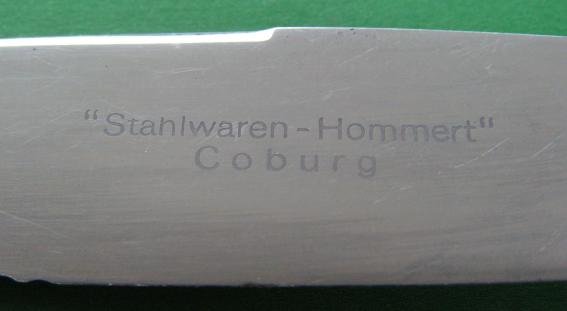 “Stahlwaren - Hommert“
Coburg